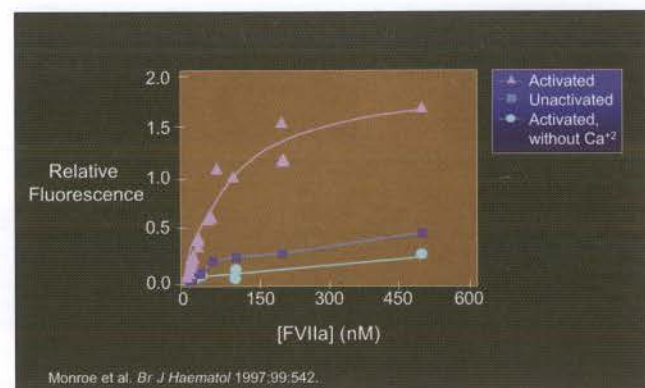 2.0
1.5
1.0
0.5
0.0
Relative
Fluorescence
0 150 300 450 600
[FVIIa] (nM)
Activated
Unactivated
Activated,
without Ca+2
Monroe et al. Br J Haematol 1997;99:542.